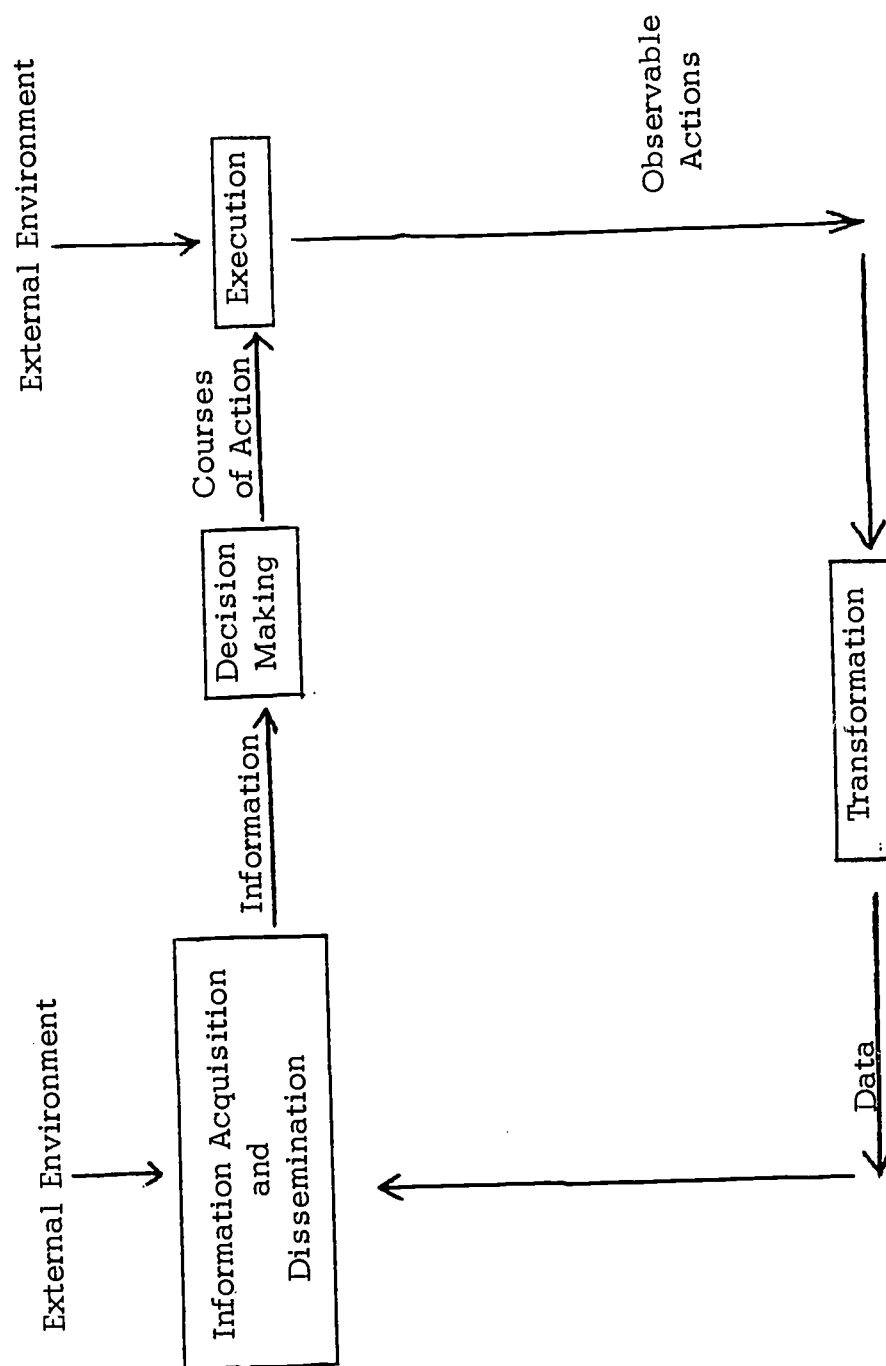 External Environment
External Environment
Information Acquisition
and
Dissemination
Information
Decision
Making
Courses
of Action
Execution
Observable
Actions
Transformation
Data